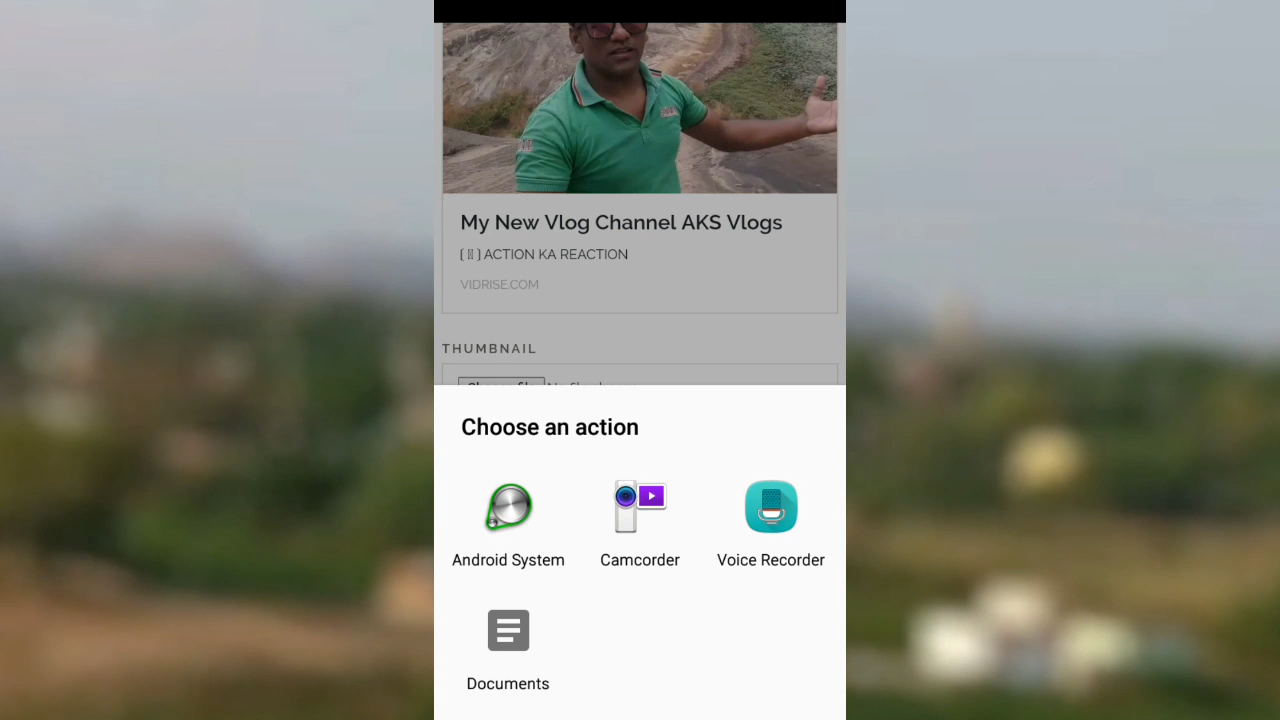 My New Vlog Channel AKS Vlogs
ACTION KA REACTION
VIDRISE.COM
THUMBNAIL
Choose an action
Android System
Camcorder
Voice Recorder
Documents